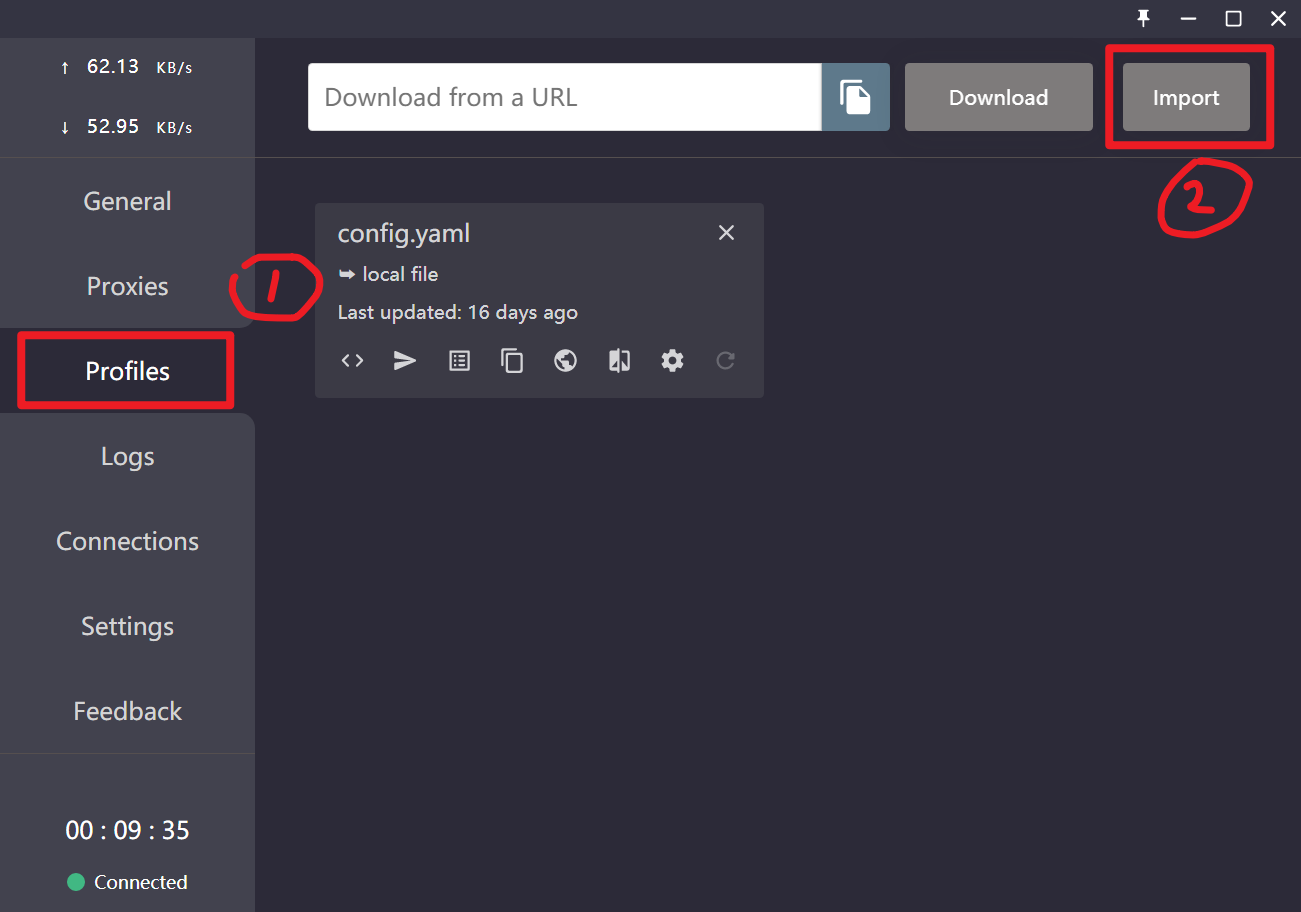 ↑ 62.13 KB/s
↓ 52.95 KB/s
Download from a URL
Download
Import
2
General
Proxies
1
Profiles
Logs
Connections
Settings
Feedback
config.yaml
local file
Last updated: 16 days ago
00 : 09 : 35
Connected